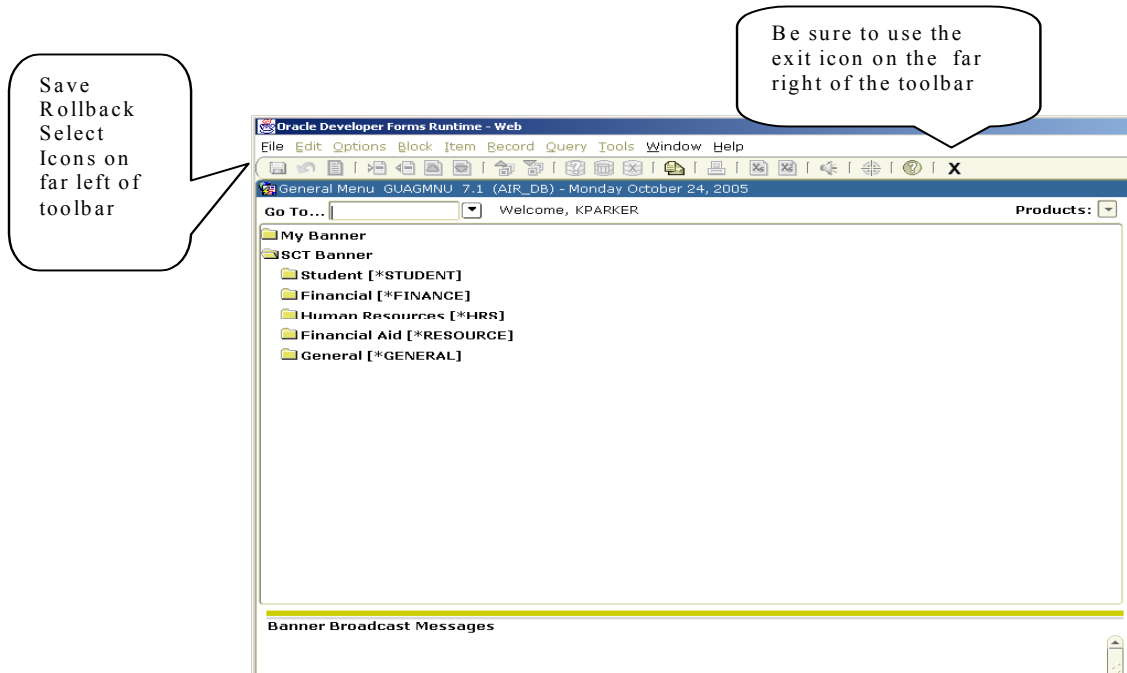 Be sure to use the
exit icon on the far
right of the toolbar
Save
Rollback
Select
Icons on
far left of
toolbar
Oracle Developer Forms Runtime - Web
File Edit Options Block Item Record Query Tools Window Help
X
General Menu GUAGMNU 7.1 (AIR_DB) - Monday October 24, 2005
Go To... Welcome, KPARKER Products:
My Banner
SCT Banner
Student [*STUDENT]
Financial [*FINANCE]
Human Resources [*HRS]
Financial Aid [*RESOURCE]
General [*GENERAL]
Banner Broadcast Messages